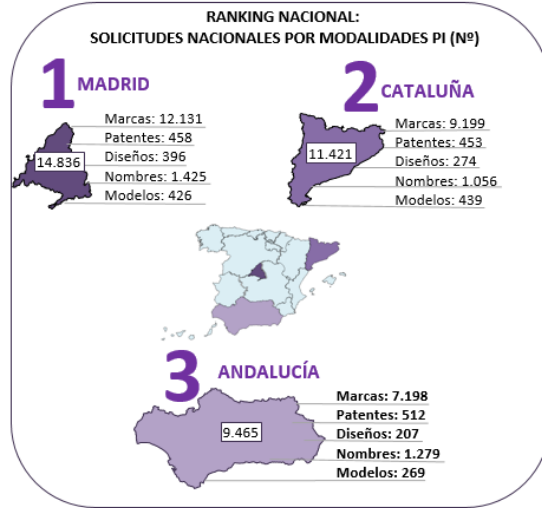 RANKING NACIONAL:
SOLICITUDES NACIONALES POR MODALIDADES PI (Nº)
1 MADRID
Marcas: 12.131
Patentes: 458
14.836
Diseños: 396
Nombres: 1.425
Modelos: 426
2 CATALUÑA
Marcas: 9.199
Patentes: 453
11.421
Diseños: 274
Nombres: 1.056
Modelos: 439
3 ANDALUCÍA
Marcas: 7.198
Patentes: 512
9.465
Diseños: 207
Nombres: 1.279
Modelos: 269